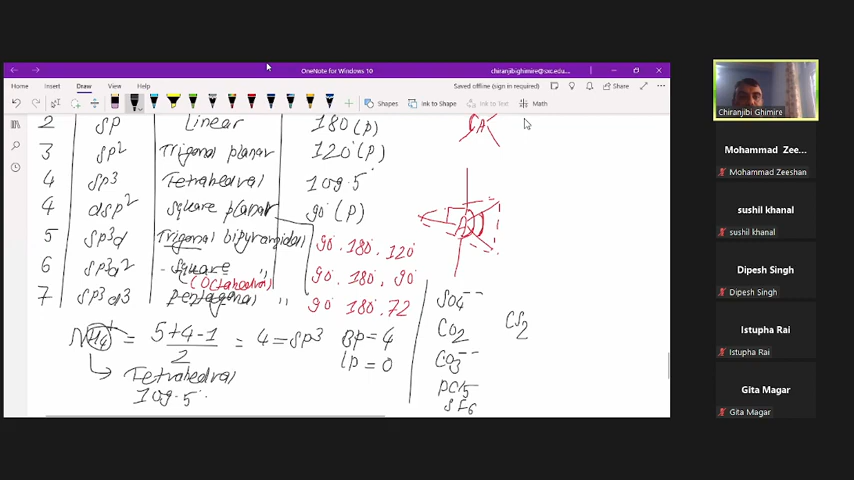 OneNote for Windows 10
chiranjibighimire@sxc.edu...
Home Insert Draw View Help
Saved offline (sign in required) Share
Shapes Ink to Shape Ink to Text Math
2 sp Linear 180 (P)
3 sp² Trigonal planar 120° (P)
4 sp³ Tetrahedral 109.5°
4 dsp² square planar 90° (P)
5 sp³d Trigonal bipyramidal 90° . 180° . 120°
6 sp³d² - square " 90° . 180° , 90°
(Octahedral)
7 sp³d³ pentagonal " 90° 180° . 72°
A
NH4+ = 5+4-1 / 2 = 4 = sp³ BP = 4
LP = 0
Tetrahedral
109.5°
SO4--
CO2 CS2
CO3--
PCl5
SF6
Chiranjibi Ghimire
Mohammad Zee...
Mohammad Zeeshan
sushil khanal
sushil khanal
Dipesh Singh
Dipesh Singh
Istupha Rai
Istupha Rai
Gita Magar
Gita Magar